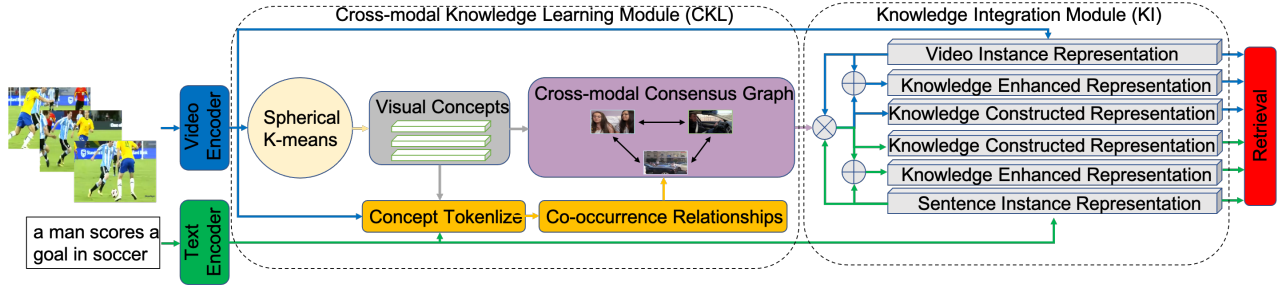 Cross-modal Knowledge Learning Module (CKL)
Knowledge Integration Module (KI)
Video
Encoder
Spherical
K-means
Visual Concepts
Cross-modal Consensus Graph
Concept Tokenlize
Co-occurrence Relationships
a man scores a
goal in soccer
Text
Encoder
Video Instance Representation
Knowledge Enhanced Representation
Knowledge Constructed Representation
Knowledge Constructed Representation
Knowledge Enhanced Representation
Sentence Instance Representation
Retrieval